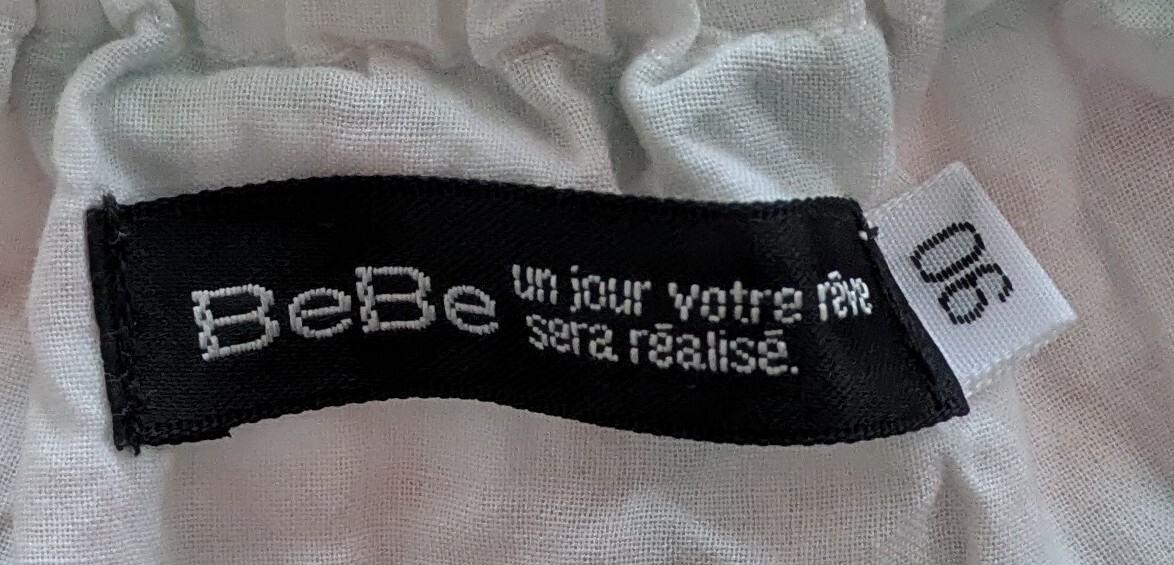 BeBe un jour votre rêve
sera réalisé.
90